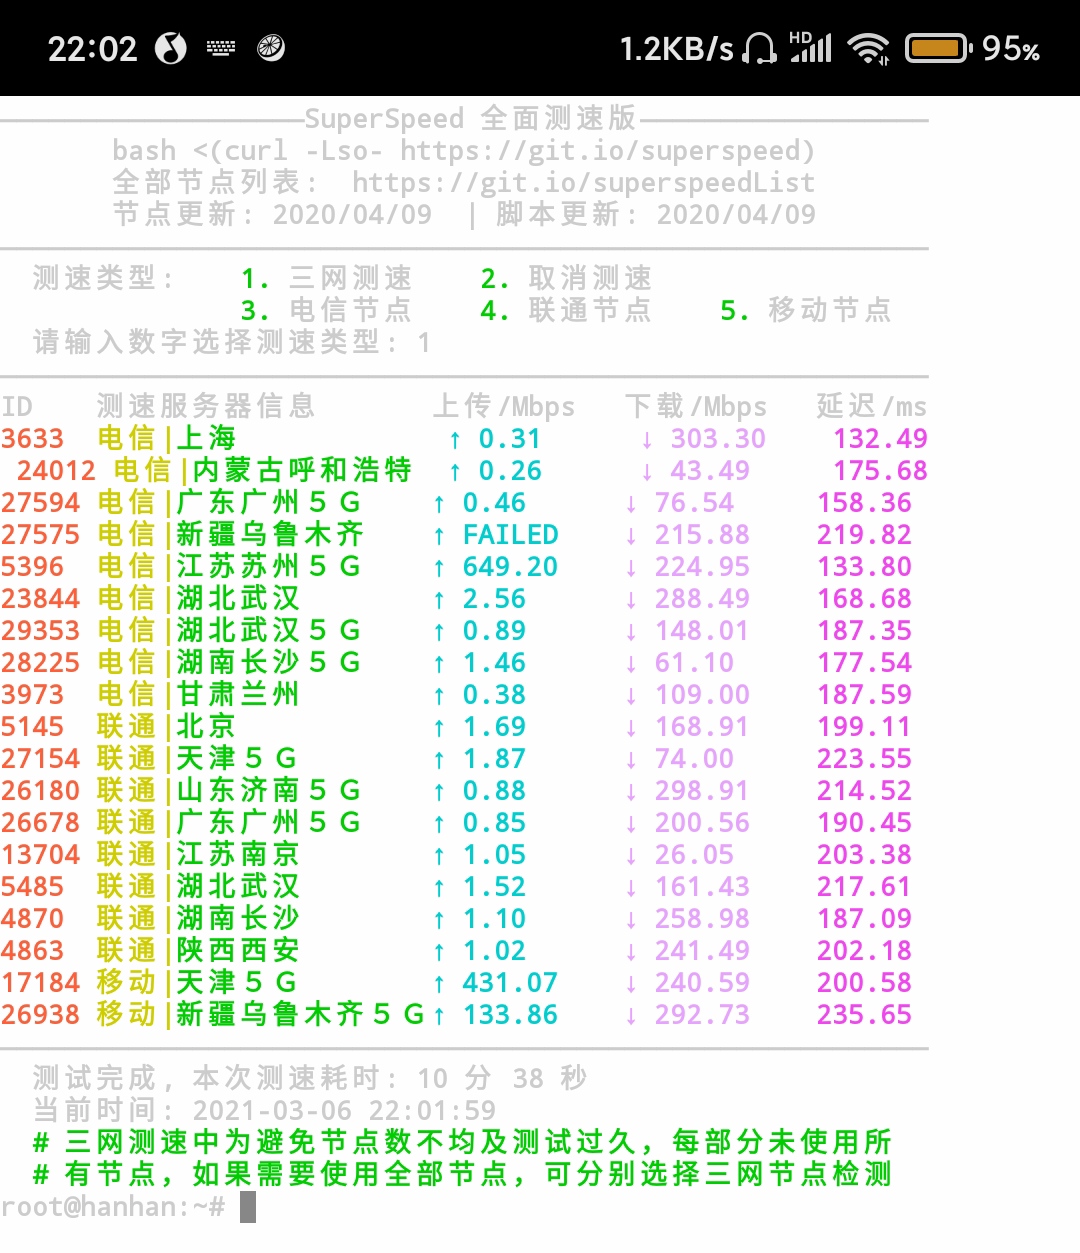 22:02 1.2KB/s HD 95%
SuperSpeed 全面测速版
bash <(curl -Lso- https://git.io/superspeed)
全部节点列表: https://git.io/superspeedList
节点更新: 2020/04/09 | 脚本更新: 2020/04/09
测速类型: 1. 三网测速 2. 取消测速
3. 电信节点 4. 联通节点 5. 移动节点
请输入数字选择测速类型: 1
ID 测速服务器信息 上传/Mbps 下载/Mbps 延迟/ms
3633 电信|上海 ↑ 0.31 ↓ 303.30 132.49
24012 电信|内蒙古呼和浩特 ↑ 0.26 ↓ 43.49 175.68
27594 电信|广东广州5G ↑ 0.46 ↓ 76.54 158.36
27575 电信|新疆乌鲁木齐 ↑ FAILED ↓ 215.88 219.82
5396 电信|江苏苏州5G ↑ 649.20 ↓ 224.95 133.80
23844 电信|湖北武汉 ↑ 2.56 ↓ 288.49 168.68
29353 电信|湖北武汉5G ↑ 0.89 ↓ 148.01 187.35
28225 电信|湖南长沙5G ↑ 1.46 ↓ 61.10 177.54
3973 电信|甘肃兰州 ↑ 0.38 ↓ 109.00 187.59
5145 联通|北京 ↑ 1.69 ↓ 168.91 199.11
27154 联通|天津5G ↑ 1.87 ↓ 74.00 223.55
26180 联通|山东济南5G ↑ 0.88 ↓ 298.91 214.52
26678 联通|广东广州5G ↑ 0.85 ↓ 200.56 190.45
13704 联通|江苏南京 ↑ 1.05 ↓ 26.05 203.38
5485 联通|湖北武汉 ↑ 1.52 ↓ 161.43 217.61
4870 联通|湖南长沙 ↑ 1.10 ↓ 258.98 187.09
4863 联通|陕西西安 ↑ 1.02 ↓ 241.49 202.18
17184 移动|天津5G ↑ 431.07 ↓ 240.59 200.58
26938 移动|新疆乌鲁木齐5G ↑ 133.86 ↓ 292.73 235.65
测试完成, 本次测速耗时: 10 分 38 秒
当前时间: 2021-03-06 22:01:59
# 三网测速中为避免节点数不均及测试过久，每部分未使用所
# 有节点，如果需要使用全部节点，可分别选择三网节点检测
root@hanhan:~#